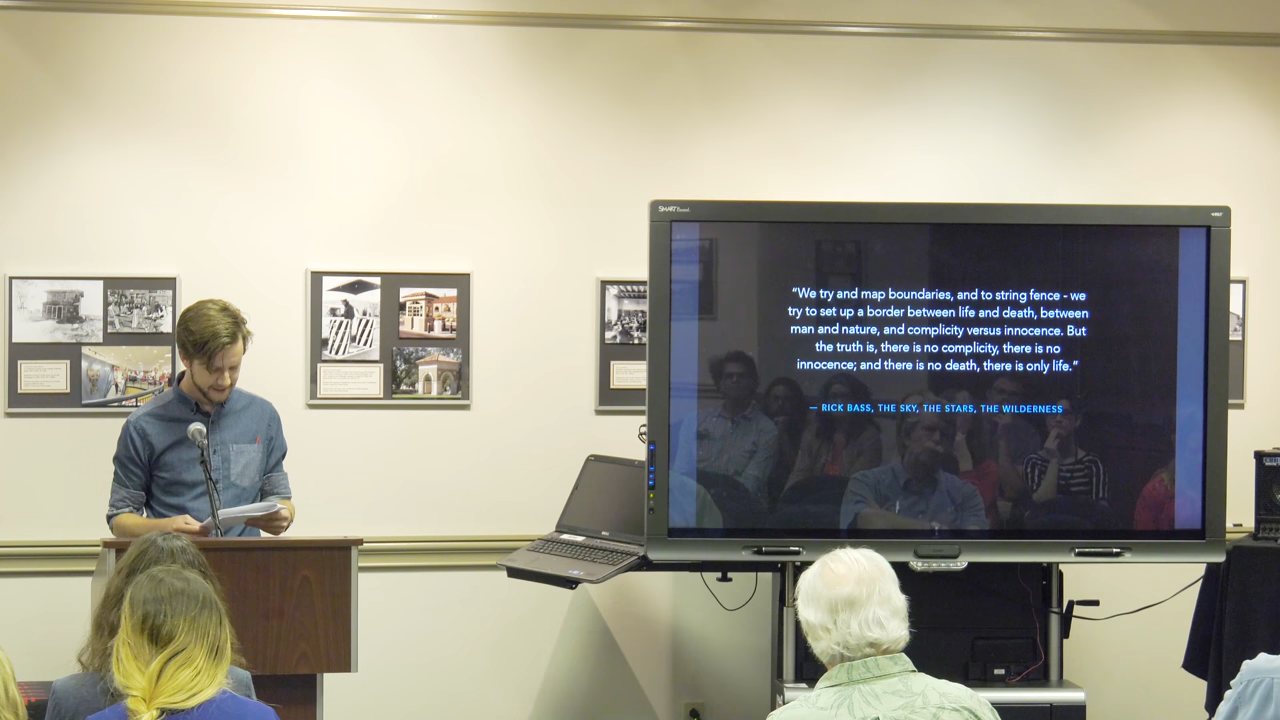 SMART Board
“We try and map boundaries, and to string fence - we
try to set up a border between life and death, between
man and nature, and complicity versus innocence. But
the truth is, there is no complicity, there is no
innocence; and there is no death, there is only life.”
— RICK BASS, THE SKY, THE STARS, THE WILDERNESS